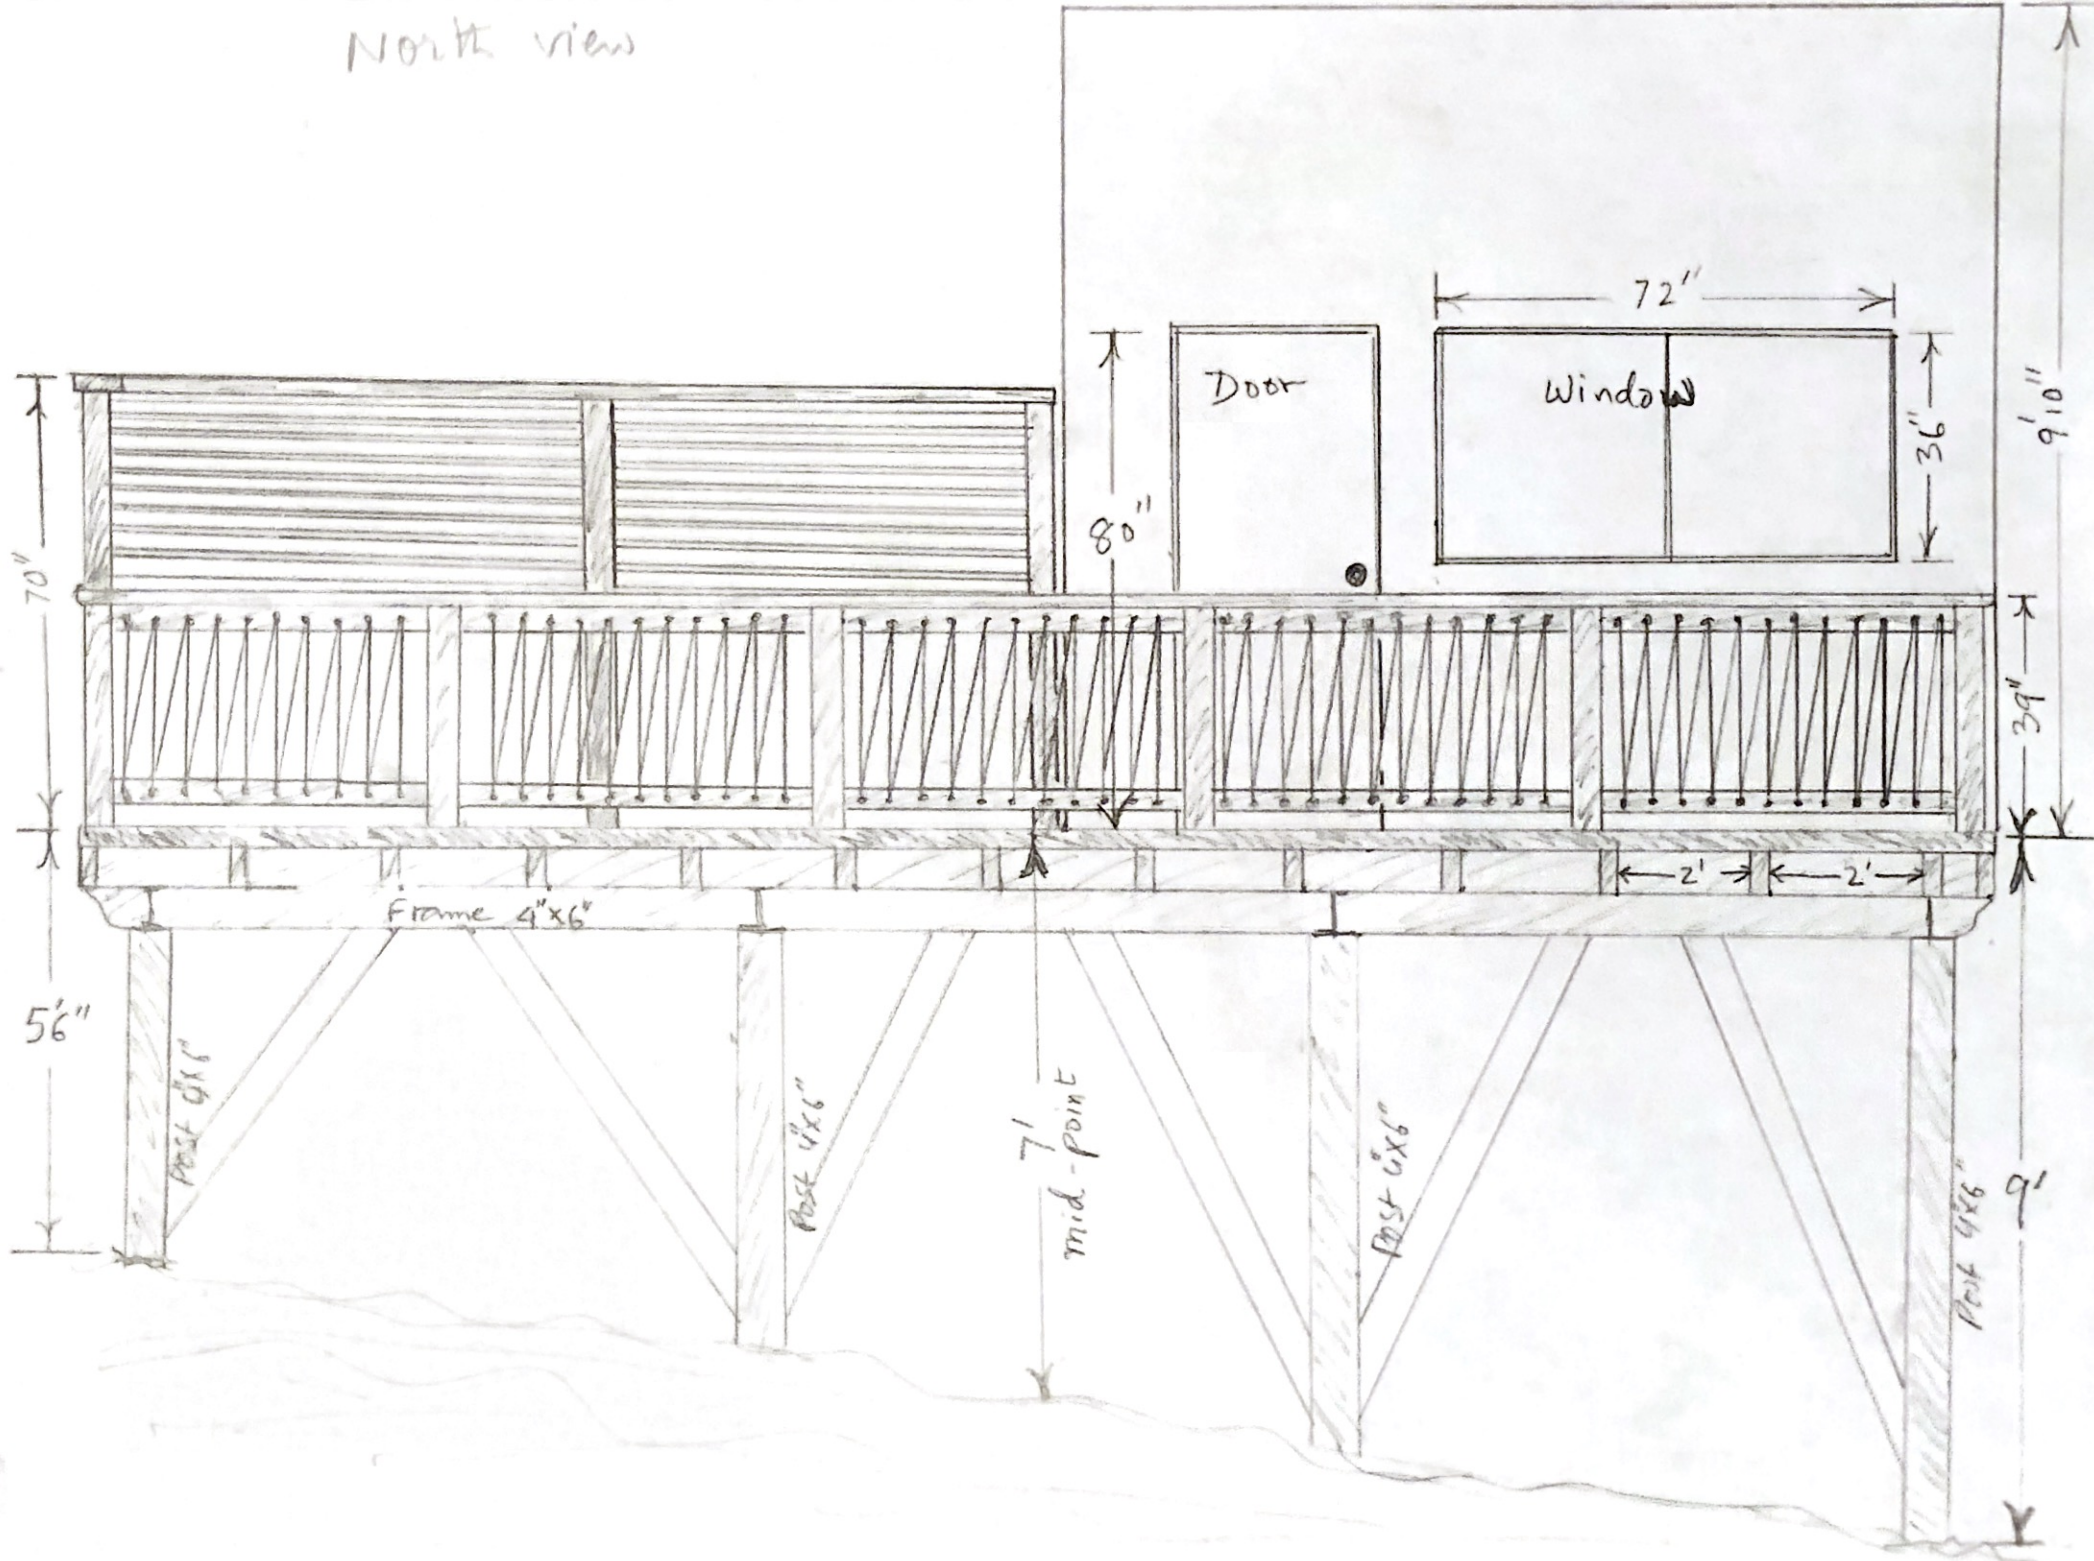 North view
72"
Door
Window
36"
9'10"
80"
70"
39"
2'
2'
Frame 4"x6"
5'6"
Post 4"x6"
Post 4"x6"
7'
mid-point
Post 4"x6"
9'
Post 4"x6"